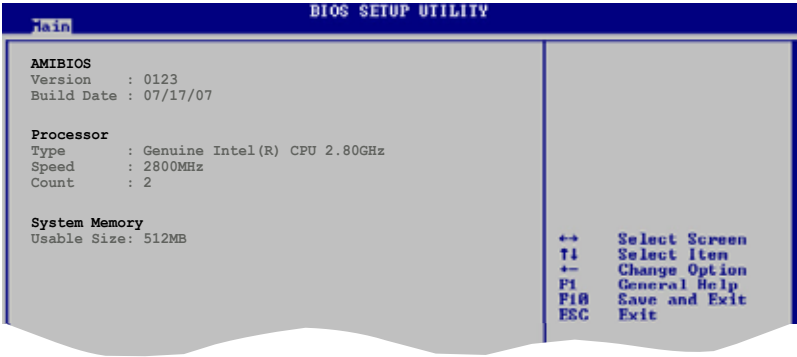 BIOS SETUP UTILITY
Main
AMIBIOS
Version : 0123
Build Date : 07/17/07
Processor
Type : Genuine Intel(R) CPU 2.80GHz
Speed : 2800MHz
Count : 2
System Memory
Usable Size: 512MB
↔ Select Screen
↑↓ Select Item
+- Change Option
F1 General Help
F10 Save and Exit
ESC Exit